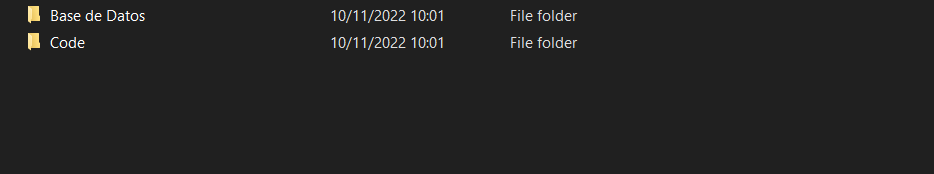 Base de Datos 10/11/2022 10:01 File folder
Code 10/11/2022 10:01 File folder